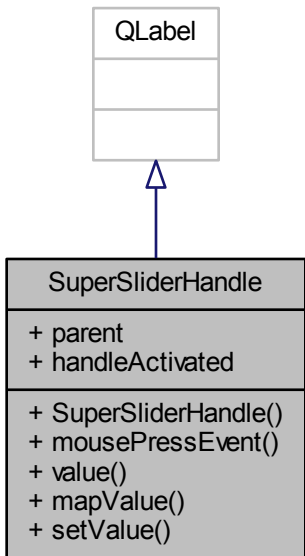 QLabel
SuperSliderHandle
+ parent
+ handleActivated
+ SuperSliderHandle()
+ mousePressEvent()
+ value()
+ mapValue()
+ setValue()